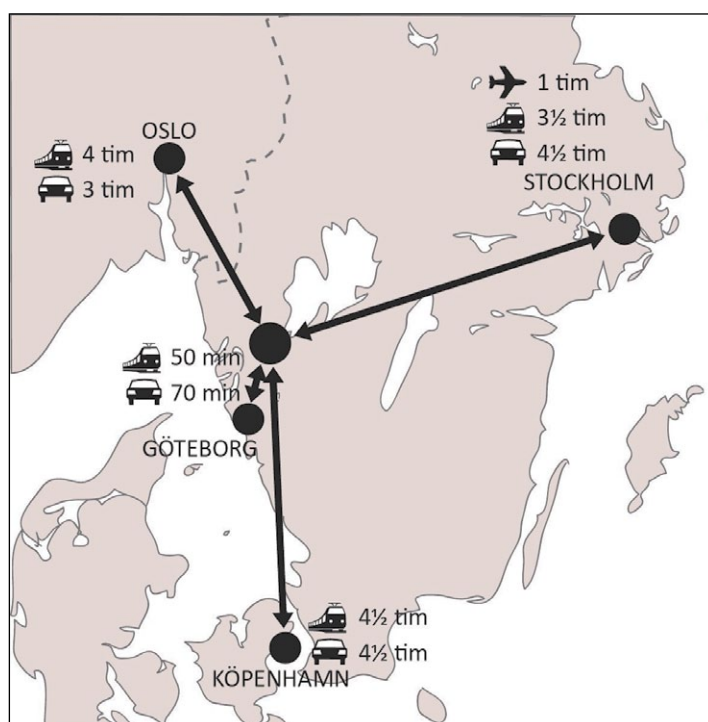 1 tim
3½ tim
4½ tim
STOCKHOLM
OSLO
4 tim
3 tim
50 min
70 min
GÖTEBORG
4½ tim
4½ tim
KÖPENHAMN